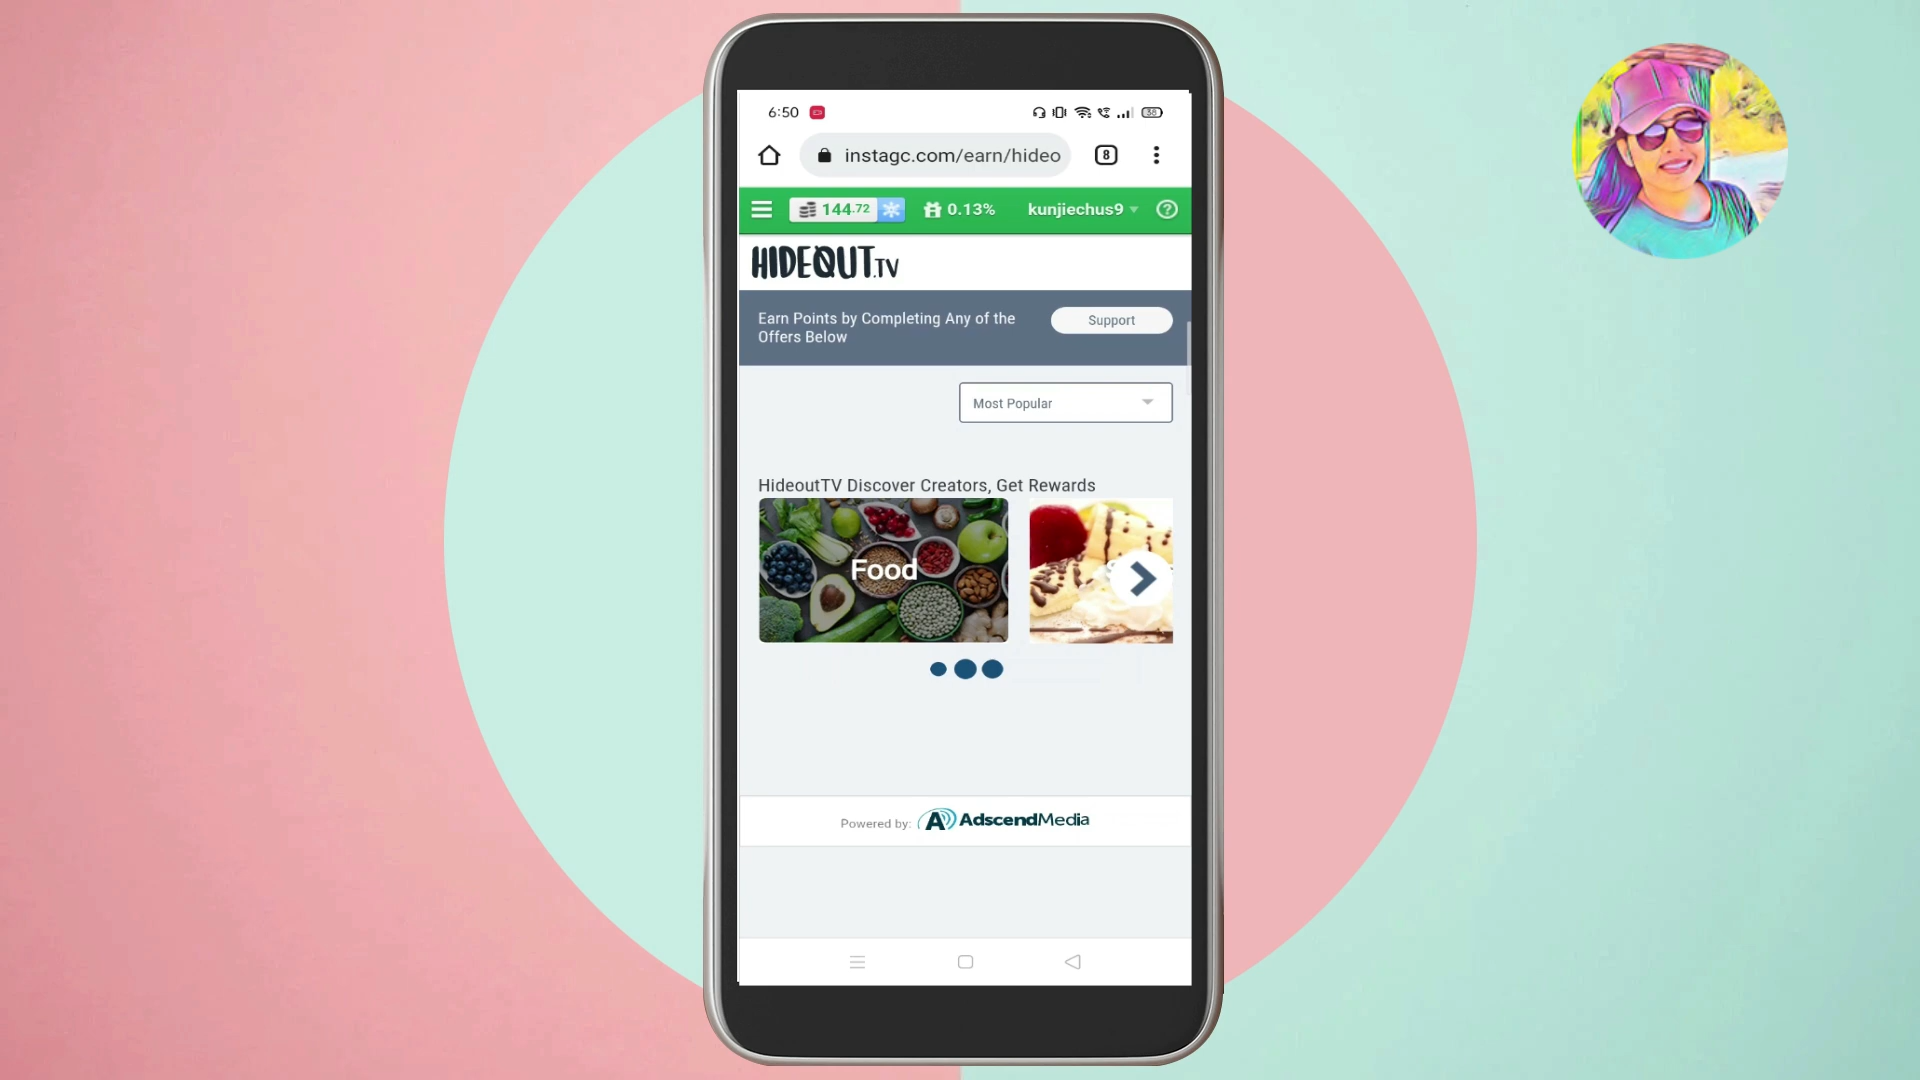 6:50
38
instagc.com/earn/hideo
8
144.72
0.13%
kunjiechus9
?
HIDEOUT.TV
Earn Points by Completing Any of the
Offers Below
Support
Most Popular
HideoutTV Discover Creators, Get Rewards
Food
Powered by: AdscendMedia